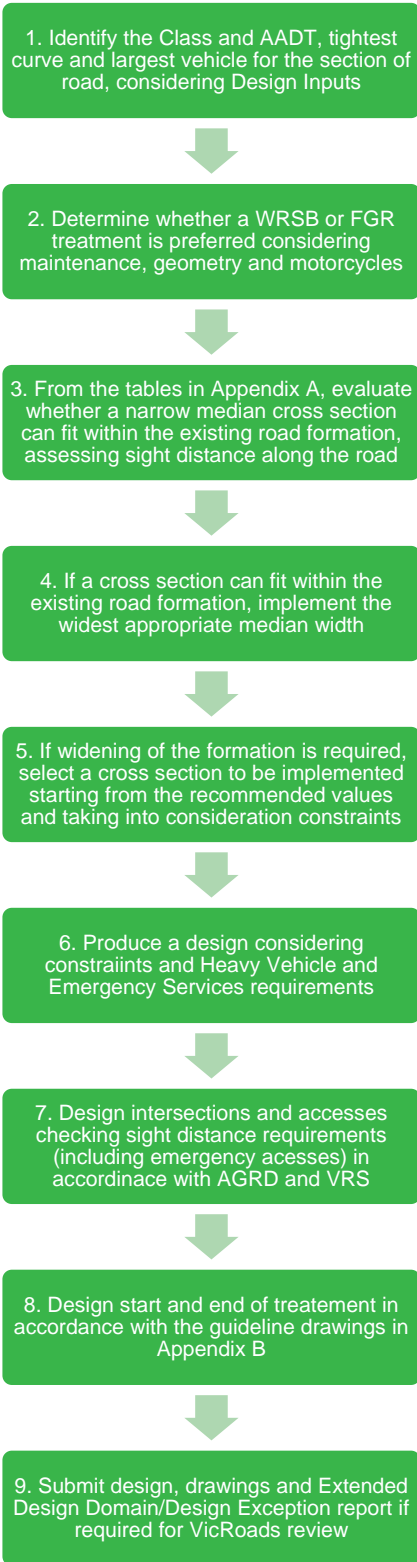 1. Identify the Class and AADT, tightest
curve and largest vehicle for the section of
road, considering Design Inputs
2. Determine whether a WRSB or FGR
treatment is preferred considering
maintenance, geometry and motorcycles
3. From the tables in Appendix A, evaluate
whether a narrow median cross section
can fit within the existing road formation,
assessing sight distance along the road
4. If a cross section can fit within the
existing road formation, implement the
widest appropriate median width
5. If widening of the formation is required,
select a cross section to be implemented
starting from the recommended values
and taking into consideration constraints
6. Produce a design considering
constraiints and Heavy Vehicle and
Emergency Services requirements
7. Design intersections and accesses
checking sight distance requirements
(including emergency acesses) in
accordinace with AGRD and VRS
8. Design start and end of treatement in
accordance with the guideline drawings in
Appendix B
9. Submit design, drawings and Extended
Design Domain/Design Exception report if
required for VicRoads review